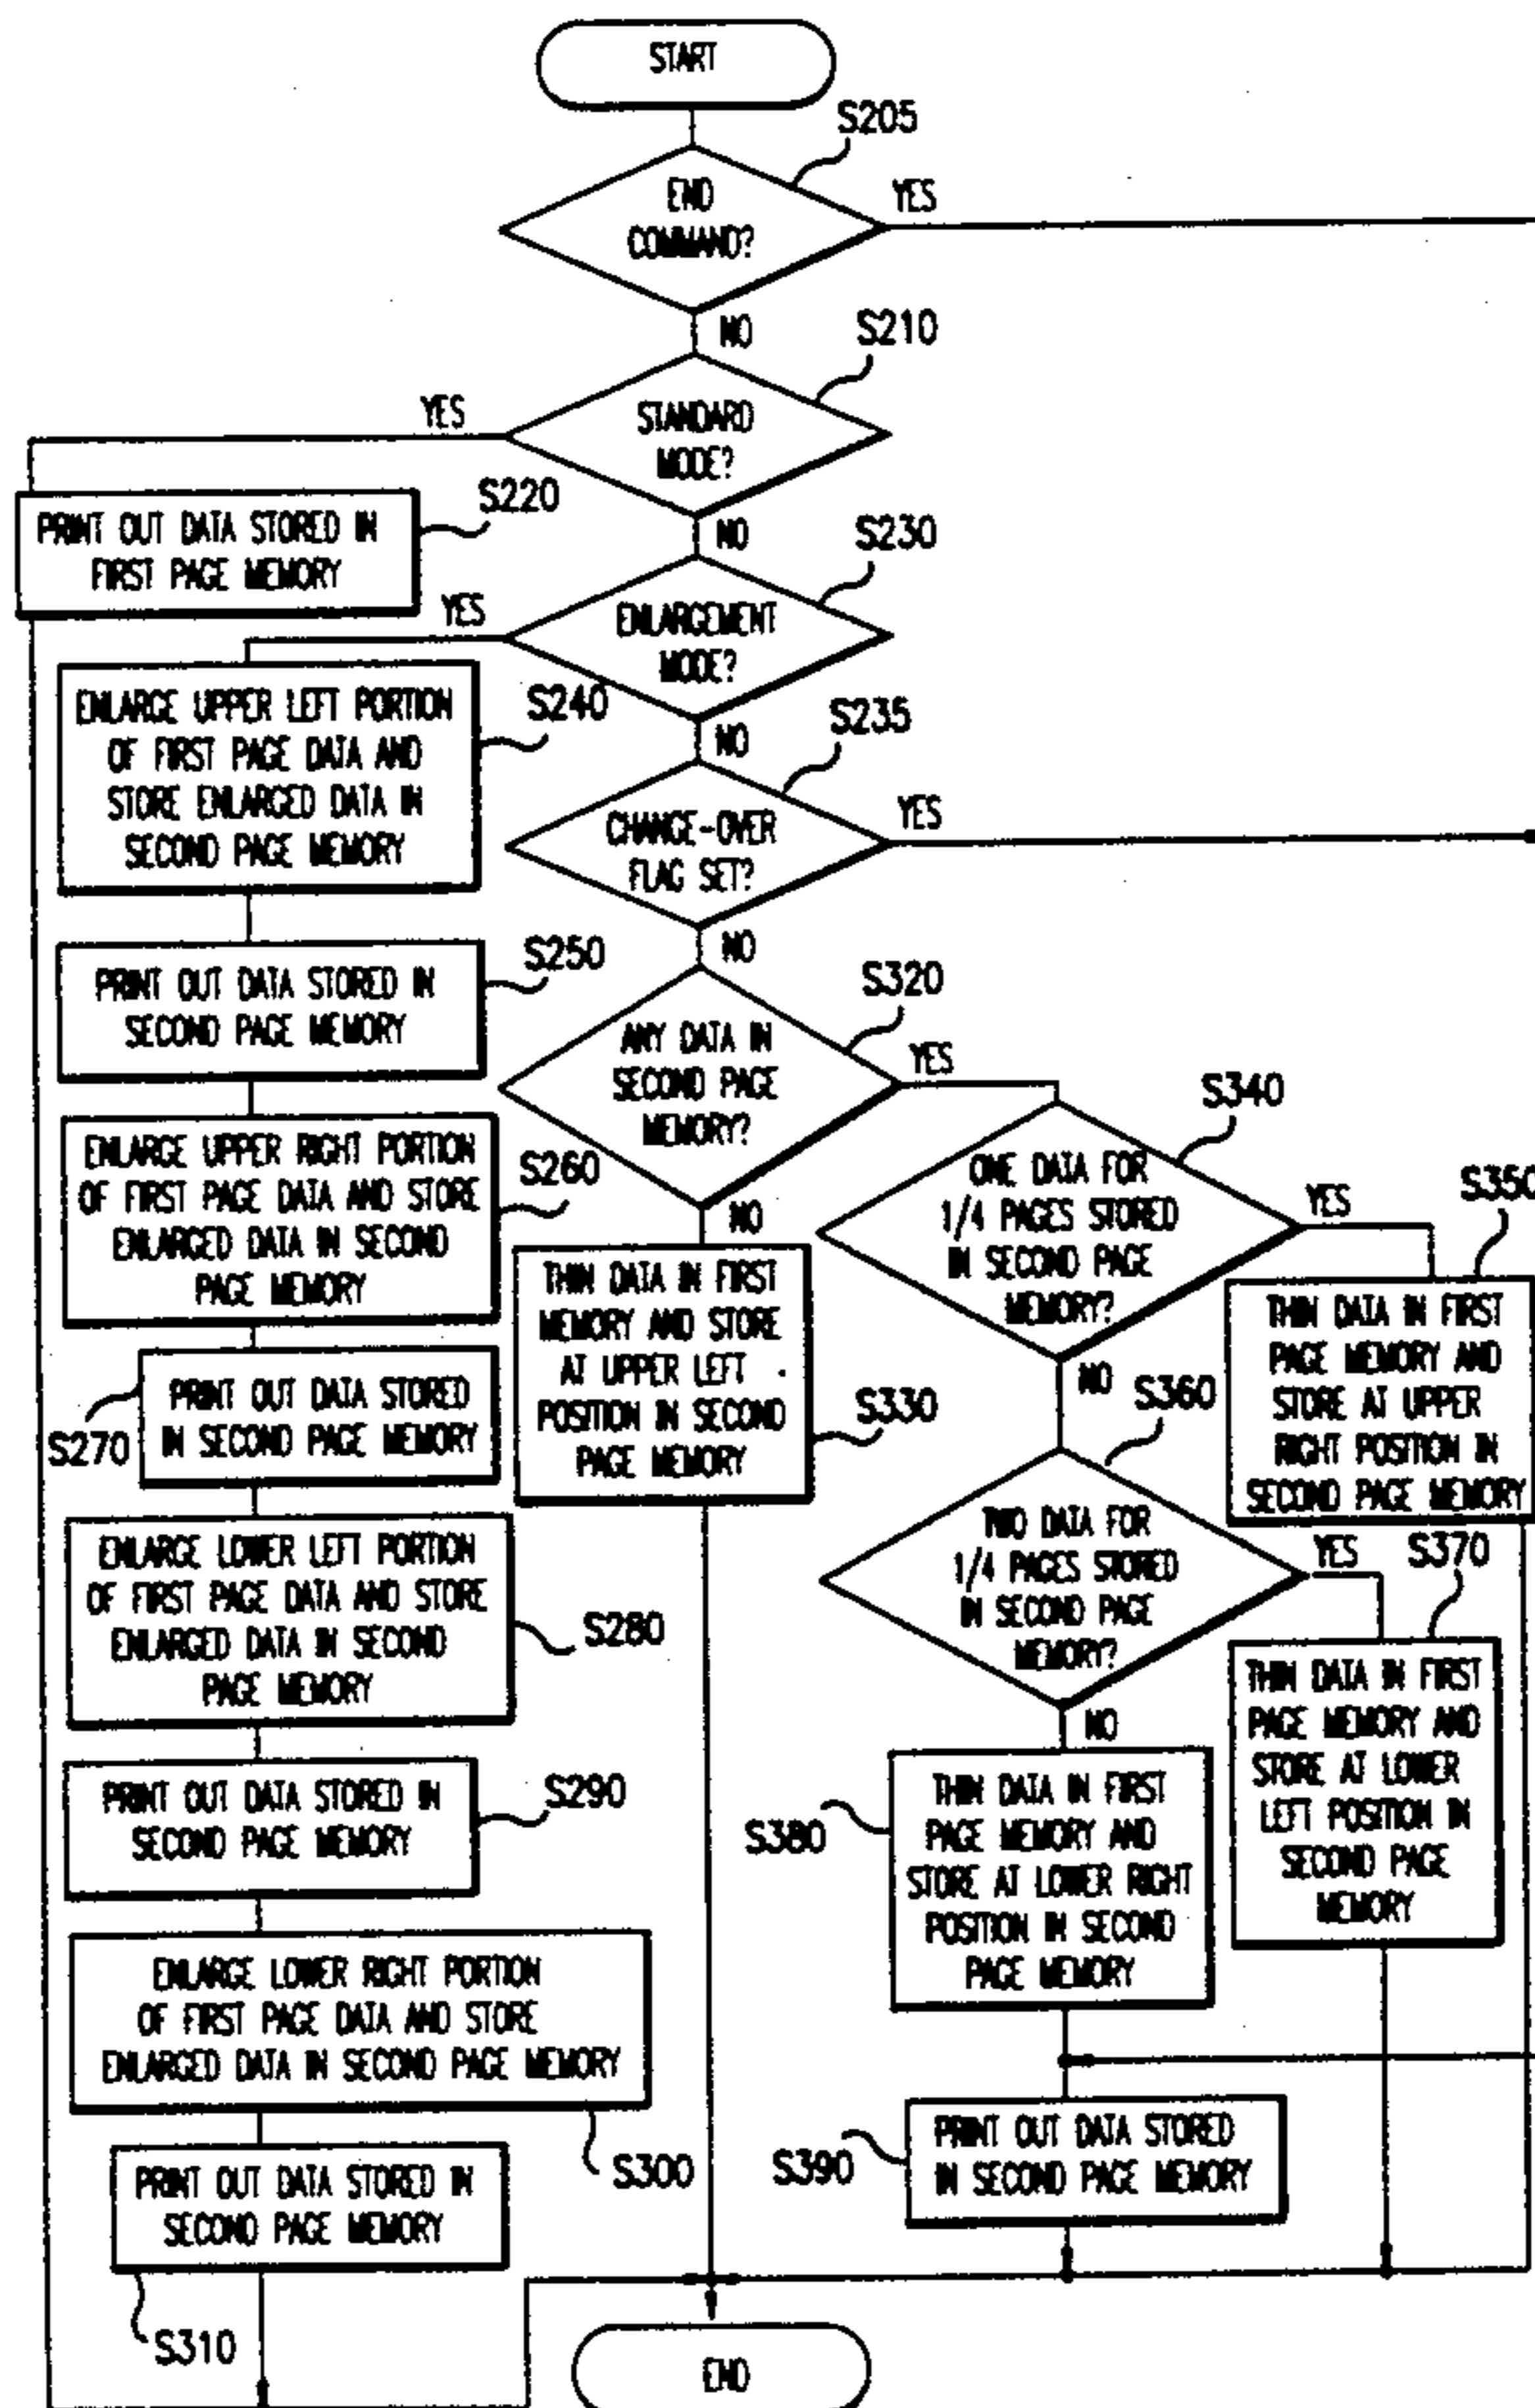 START
S205
END
COMMAND?
YES
NO
S210
STANDARD
MODE?
YES
NO
S220
PRINT OUT DATA STORED IN
FIRST PAGE MEMORY
S230
ENLARGEMENT
MODE?
YES
NO
S240
ENLARGE UPPER LEFT PORTION
OF FIRST PAGE DATA AND
STORE ENLARGED DATA IN
SECOND PAGE MEMORY
S235
CHANGE-OVER
FLAG SET?
YES
NO
S250
PRINT OUT DATA STORED IN
SECOND PAGE MEMORY
S320
ANY DATA IN
SECOND PAGE
MEMORY?
YES
NO
S260
ENLARGE UPPER RIGHT PORTION
OF FIRST PAGE DATA AND STORE
ENLARGED DATA IN SECOND
PAGE MEMORY
S340
ONE DATA FOR
1/4 PAGES STORED
IN SECOND PAGE
MEMORY?
YES
NO
S350
THIN DATA IN FIRST
PAGE MEMORY AND
STORE AT UPPER
RIGHT POSITION IN
SECOND PAGE MEMORY
THIN DATA IN FIRST
MEMORY AND STORE
AT UPPER LEFT
POSITION IN SECOND
PAGE MEMORY
S330
S270
PRINT OUT DATA STORED
IN SECOND PAGE MEMORY
S360
TWO DATA FOR
1/4 PAGES STORED
IN SECOND PAGE
MEMORY?
YES
NO
S370
THIN DATA IN FIRST
PAGE MEMORY AND
STORE AT LOWER
LEFT POSITION IN
SECOND PAGE
MEMORY
ENLARGE LOWER LEFT PORTION
OF FIRST PAGE DATA AND STORE
ENLARGED DATA IN SECOND
PAGE MEMORY
S280
PRINT OUT DATA STORED IN
SECOND PAGE MEMORY
S290
S380
THIN DATA IN FIRST
PAGE MEMORY AND
STORE AT LOWER RIGHT
POSITION IN SECOND
PAGE MEMORY
ENLARGE LOWER RIGHT PORTION
OF FIRST PAGE DATA AND STORE
ENLARGED DATA IN SECOND PAGE MEMORY
S300
S390
PRINT OUT DATA STORED
IN SECOND PAGE MEMORY
PRINT OUT DATA STORED IN
SECOND PAGE MEMORY
S310
END